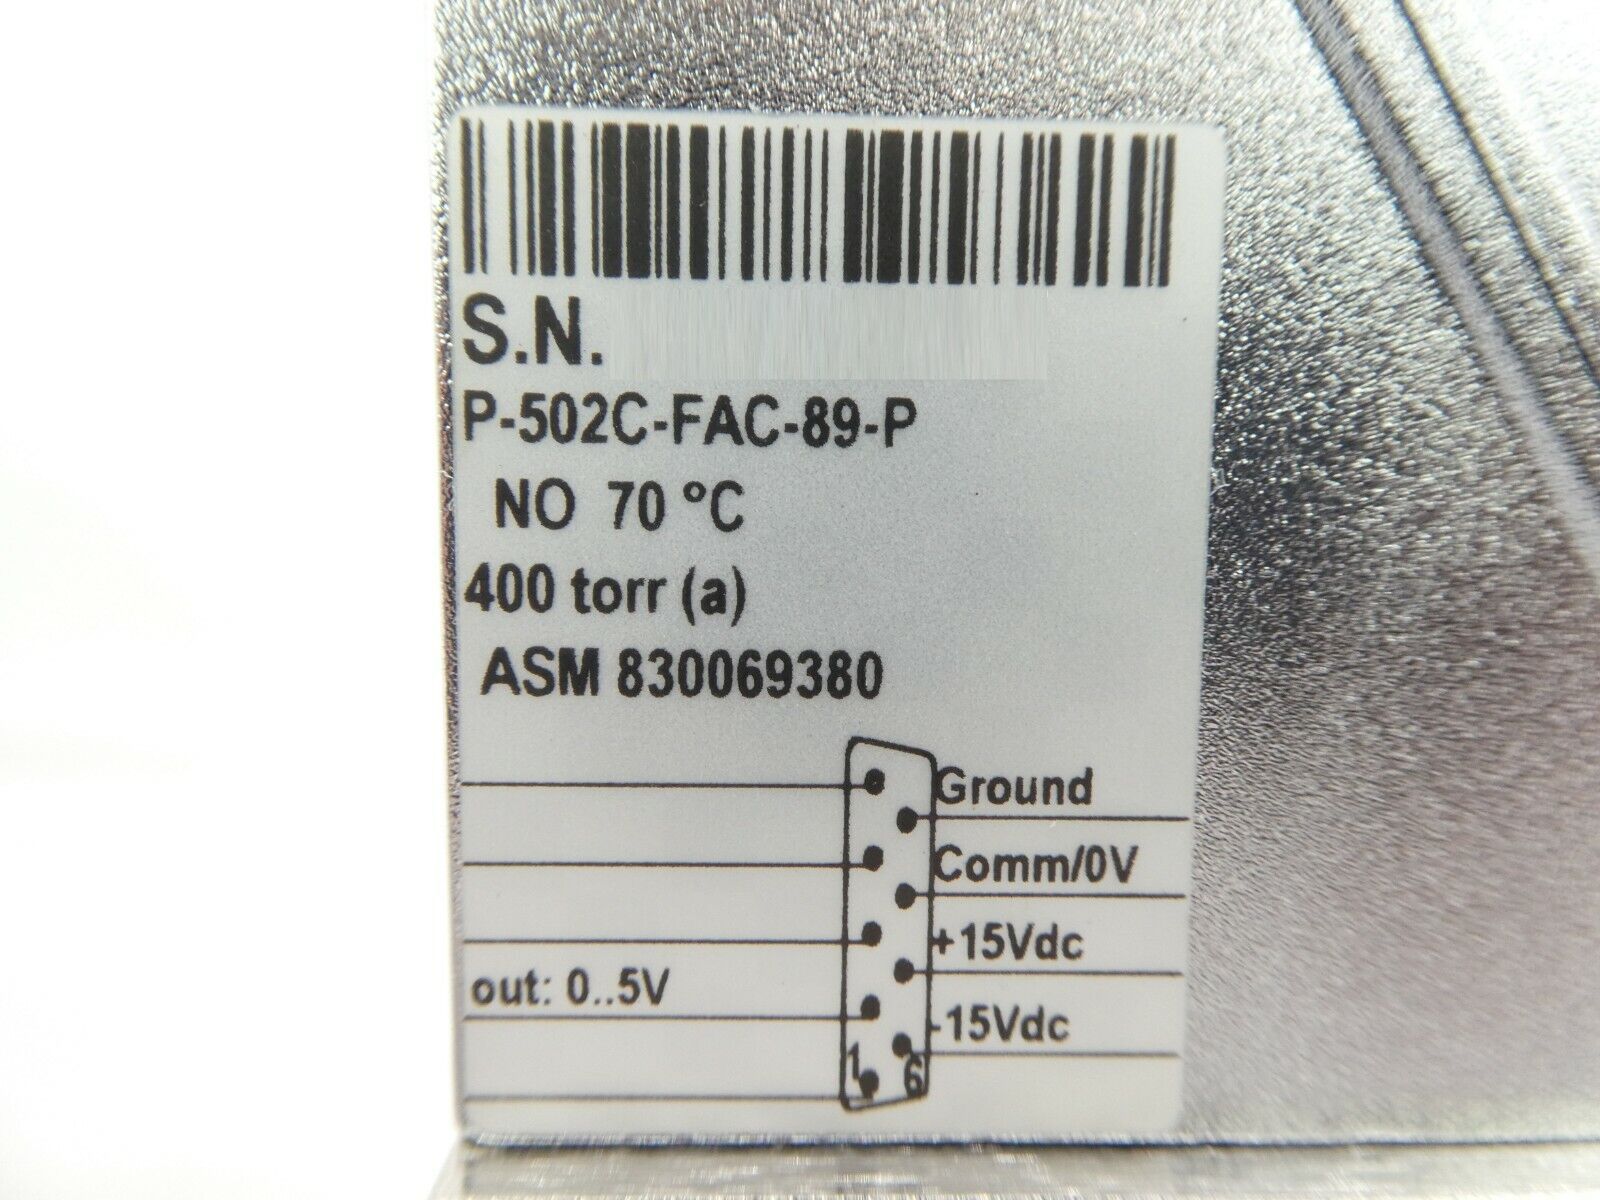 S.N.
P-502C-FAC-89-P
NO 70 °C
400 torr (a)
ASM 830069380
Ground
Comm/0V
+15Vdc
out: 0..5V
-15Vdc
1 6